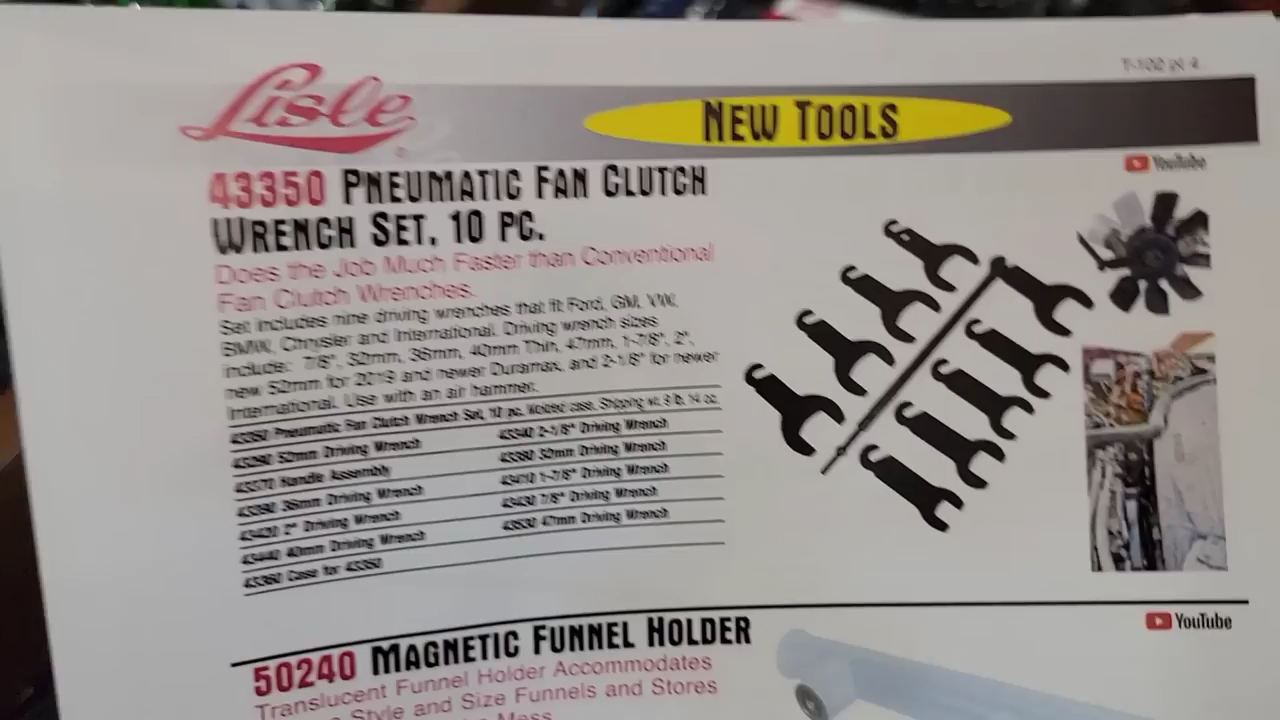 Lisle
NEW TOOLS
YouTube
43350 PNEUMATIC FAN CLUTCH
WRENCH SET, 10 PC.
Does the Job Much Faster than Conventional
Fan Clutch Wrenches.
Set includes nine driving wrenches that fit Ford, GM, VW,
BMW, Chrysler and International. Driving wrench sizes
include: 7/8", 32mm, 36mm, 40mm Thin, 47mm, 1-7/8", 2",
new 52mm for 2019 and newer Duramax, and 2-1/8" for newer
International. Use with an air hammer.
43350 Pneumatic Fan Clutch Wrench Set, 10 pc. Molded case. Shipping wt. 9 lb. 14 oz.
52mm Driving Wrench 43340 2-1/8" Driving Wrench
43370 Handle Assembly 43380 32mm Driving Wrench
43390 36mm Driving Wrench 43410 1-7/8" Driving Wrench
43420 2" Driving Wrench 43430 7/8" Driving Wrench
43440 40mm Driving Wrench 43530 47mm Driving Wrench
43360 Case for 43350
YouTube
50240 MAGNETIC FUNNEL HOLDER
Translucent Funnel Holder Accommodates
Style and Size Funnels and Stores
Mess